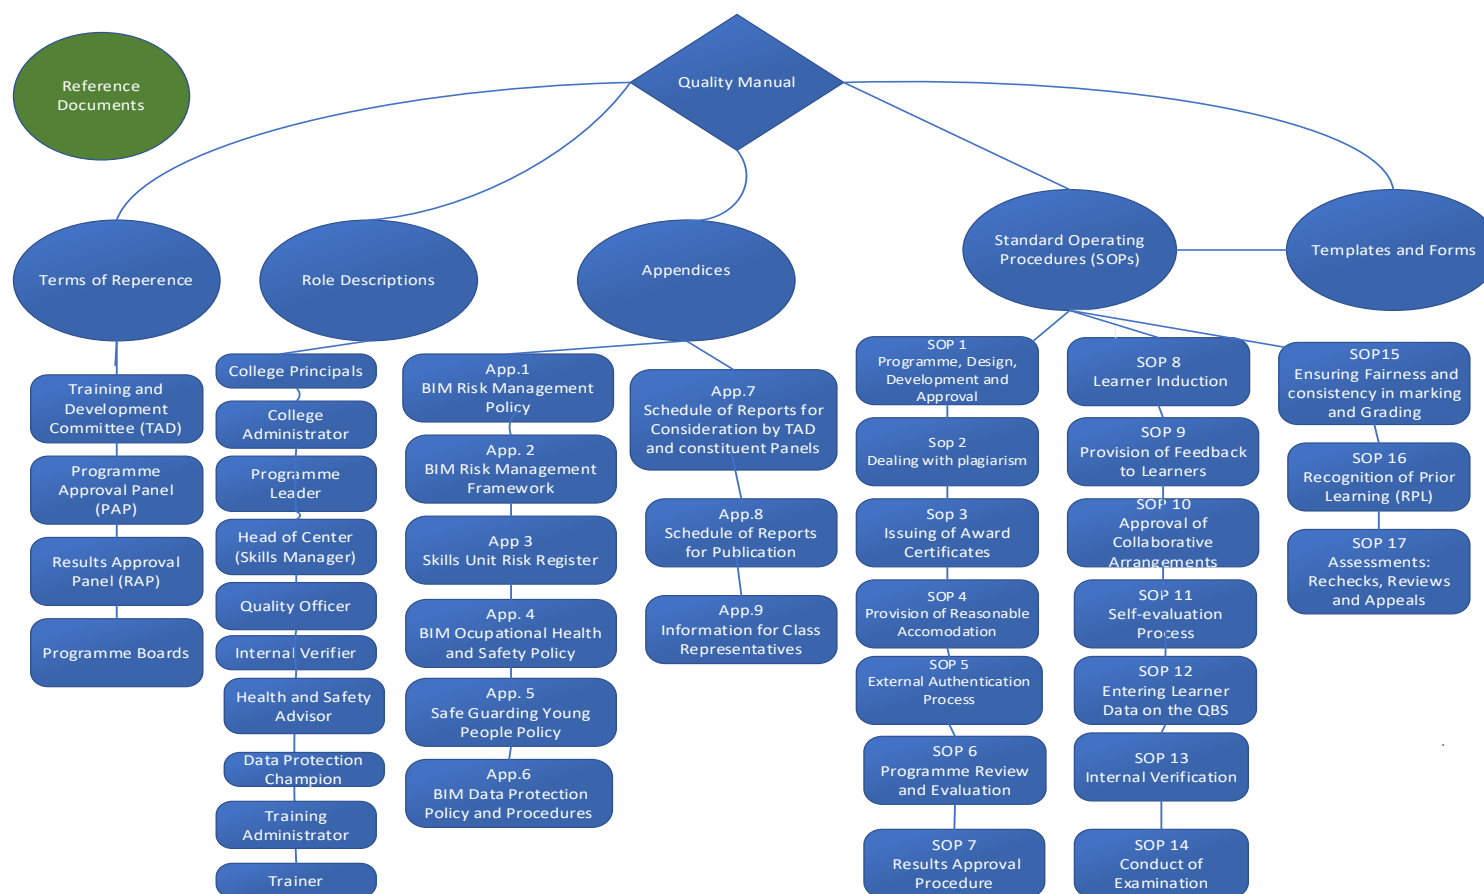 Reference
Documents
Quality Manual
Terms of Reperence
Role Descriptions
Appendices
Standard Operating
Procedures (SOPs)
Templates and Forms
Training and
Development
Committee (TAD)
Programme
Approval Panel
(PAP)
Results Approval
Panel (RAP)
Programme Boards
College Principals
College
Administrator
Programme
Leader
Head of Center
(Skills Manager)
Quality Officer
Internal Verifier
Health and Safety
Advisor
Data Protection
Champion
Training
Administrator
Trainer
App.1
BIM Risk Management
Policy
App. 2
BIM Risk Management
Framework
App 3
Skills Unit Risk Register
App. 4
BIM Ocupational Health
and Safety Policy
App. 5
Safe Guarding Young
People Policy
App.6
BIM Data Protection
Policy and Procedures
App.7
Schedule of Reports for
Consideration by TAD
and constituent Panels
App.8
Schedule of Reports
for Publication
App.9
Information for Class
Representatives
SOP 1
Programme, Design,
Development and
Approval
Sop 2
Dealing with plagiarism
Sop 3
Issuing of Award
Certificates
SOP 4
Provision of Reasonable
Accomodation
SOP 5
External Authentication
Process
SOP 6
Programme Review
and Evaluation
SOP 7
Results Approval
Procedure
SOP 8
Learner Induction
SOP 9
Provision of Feedback
to Learners
SOP 10
Approval of
Collaborative
Arrangements
SOP 11
Self-evaluation
Process
SOP 12
Entering Learner
Data on the QBS
SOP 13
Internal Verification
SOP 14
Conduct of
Examination
SOP15
Ensuring Fairness and
consistency in marking
and Grading
SOP 16
Recognition of Prior
Learning (RPL)
SOP 17
Assessments:
Rechecks, Reviews
and Appeals